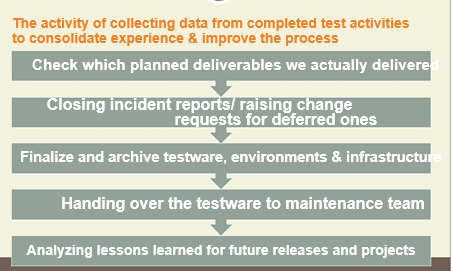 The activity of collecting data from completed test activities
to consolidate experience & improve the process
Check which planned deliverables we actually delivered
Closing incident reports/ raising change
requests for deferred ones
Finalize and archive testware, environments & infrastructure
Handing over the testware to maintenance team
Analyzing lessons learned for future releases and projects